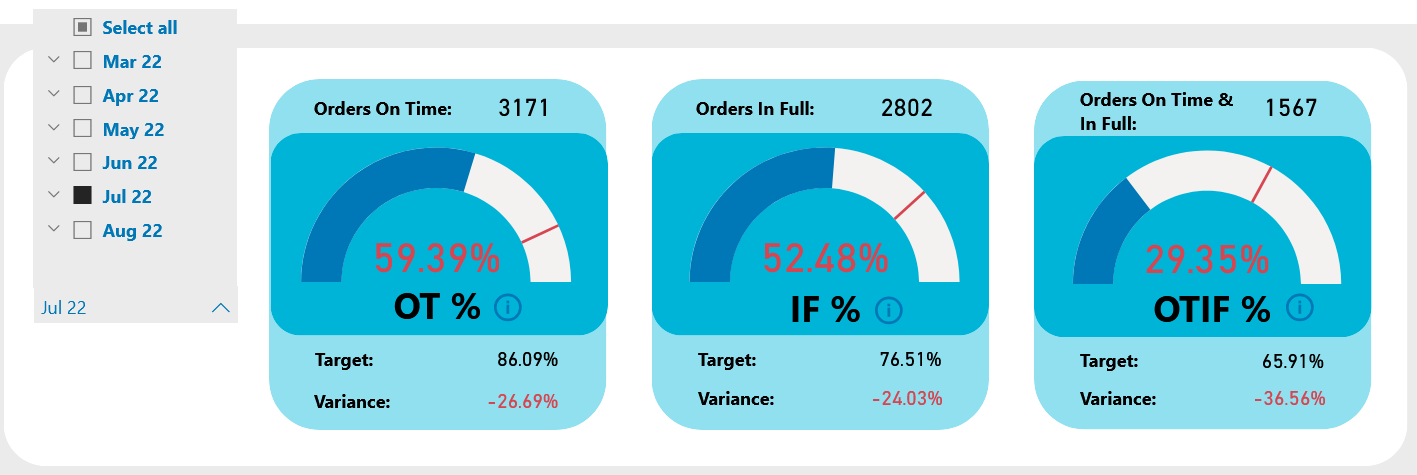 Select all
Mar 22
Apr 22
May 22
Jun 22
Jul 22
Aug 22
Jul 22
Orders On Time: 3171
59.39%
OT % i
Target: 86.09%
Variance: -26.69%
Orders In Full: 2802
52.48%
IF % i
Target: 76.51%
Variance: -24.03%
Orders On Time & 1567
In Full:
29.35%
OTIF % i
Target: 65.91%
Variance: -36.56%